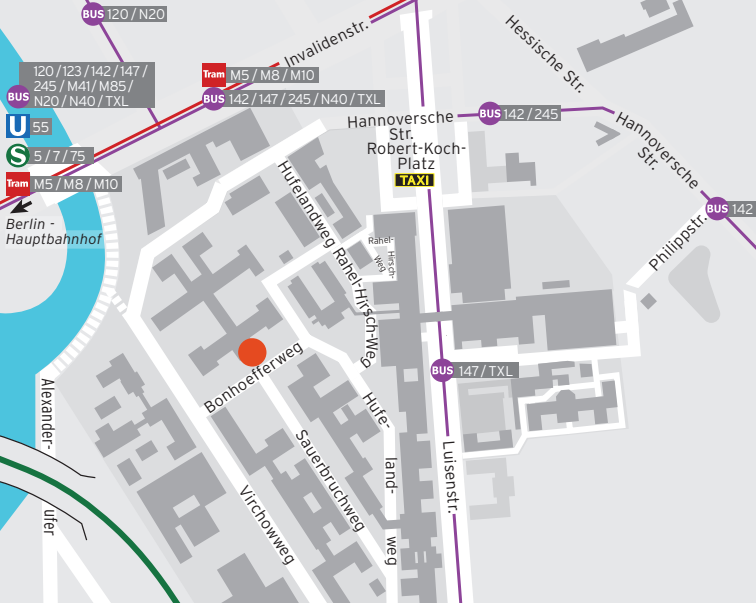 BUS 120 / N20
Invalidenstr.
Hessische Str.
120 / 123 / 142 / 147 /
BUS 245 / M41 / M85 /
N20 / N40 / TXL
Tram M5 / M8 / M10
BUS 142 / 147 / 245 / N40 / TXL
U 55
S 5 / 7 / 75
Tram M5 / M8 / M10
Berlin -
Hauptbahnhof
Hannoversche
Str.
Robert-Koch-
Platz
TAXI
BUS 142 / 245
Hannoversche
Str.
BUS 142
Philippstr.
Hufelandweg
Rahel-Hirsch-Weg
Rahel-
Hirsch-
Weg
Bonhoefferweg
BUS 147 / TXL
Alexander-
ufer
Hufe-
land-
weg
Sauerbruchweg
Virchowweg
Luisenstr.